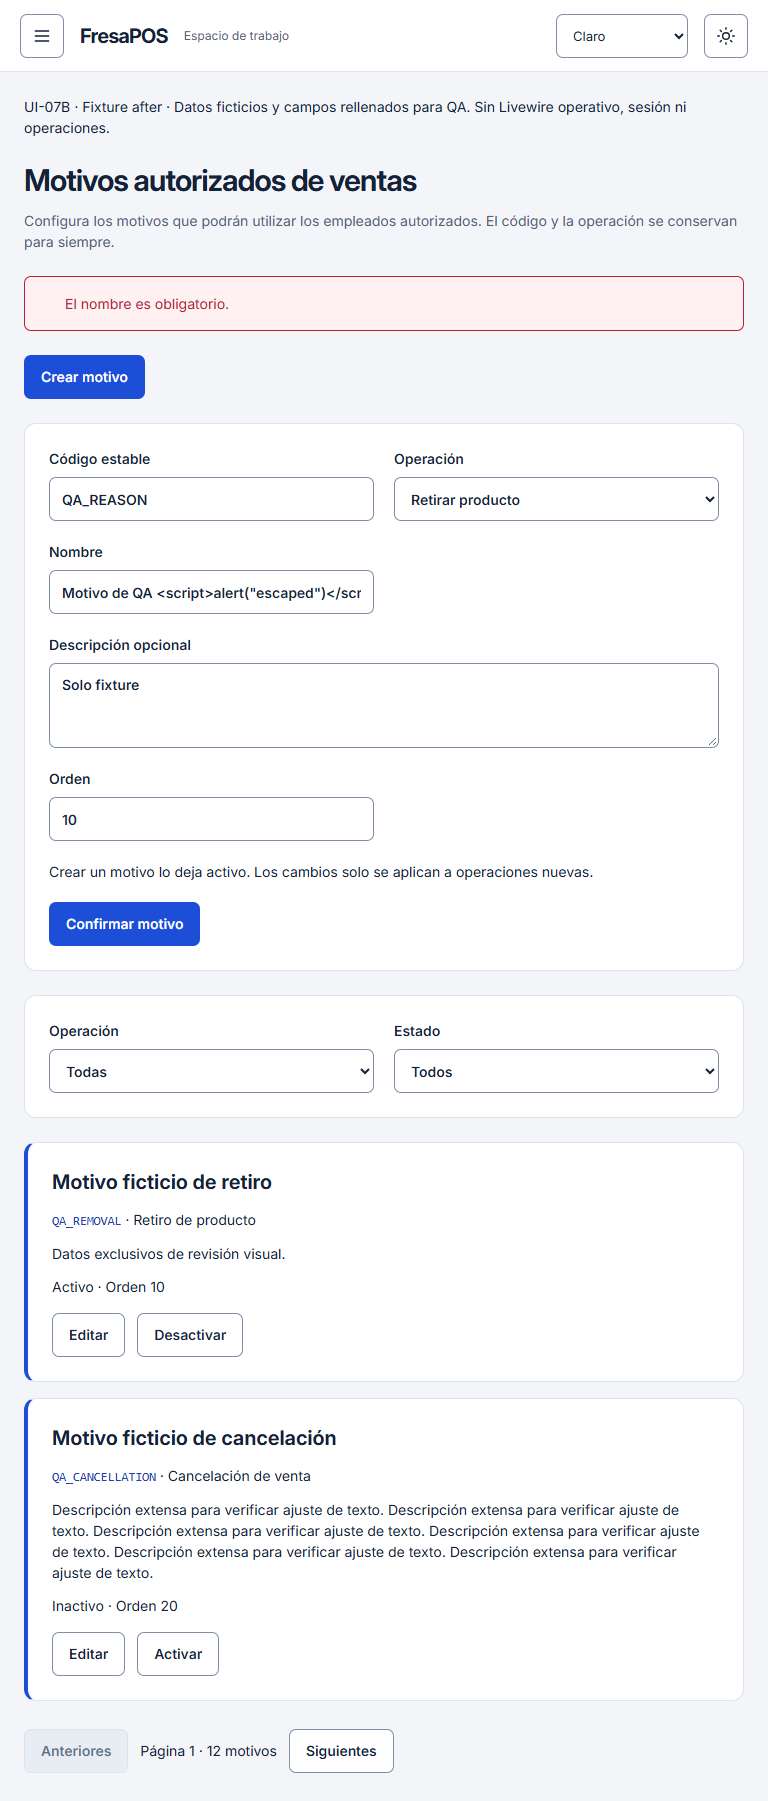 FresaPOS
Espacio de trabajo
Claro
UI-07B · Fixture after · Datos ficticios y campos rellenados para QA. Sin Livewire operativo, sesión ni
operaciones.
Motivos autorizados de ventas
Configura los motivos que podrán utilizar los empleados autorizados. El código y la operación se conservan
para siempre.
El nombre es obligatorio.
Crear motivo
Código estable
Operación
QA_REASON
Retirar producto
Nombre
Motivo de QA <script>alert("escaped")</scr
Descripción opcional
Solo fixture
Orden
10
Crear un motivo lo deja activo. Los cambios solo se aplican a operaciones nuevas.
Confirmar motivo
Operación
Estado
Todas
Todos
Motivo ficticio de retiro
QA_REMOVAL · Retiro de producto
Datos exclusivos de revisión visual.
Activo · Orden 10
Editar
Desactivar
Motivo ficticio de cancelación
QA_CANCELLATION · Cancelación de venta
Descripción extensa para verificar ajuste de texto. Descripción extensa para verificar ajuste de
texto. Descripción extensa para verificar ajuste de texto. Descripción extensa para verificar ajuste
de texto. Descripción extensa para verificar ajuste de texto. Descripción extensa para verificar
ajuste de texto.
Inactivo · Orden 20
Editar
Activar
Anteriores
Página 1 · 12 motivos
Siguientes